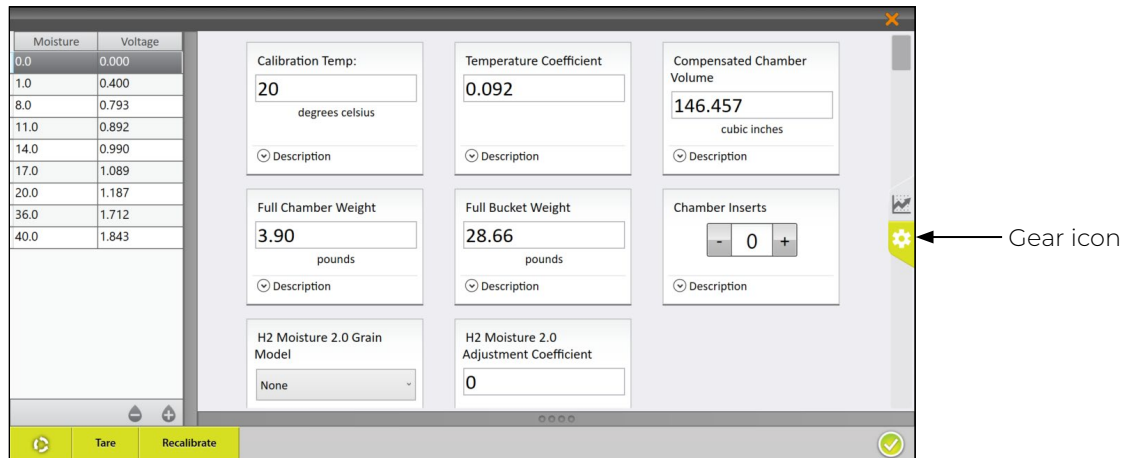 Moisture Voltage
0.0 0.000
1.0 0.400
8.0 0.793
11.0 0.892
14.0 0.990
17.0 1.089
20.0 1.187
36.0 1.712
40.0 1.843
Calibration Temp:
20
degrees celsius
Description
Temperature Coefficient
0.092
Description
Compensated Chamber
Volume
146.457
cubic inches
Description
Full Chamber Weight
3.90
pounds
Description
Full Bucket Weight
28.66
pounds
Description
Chamber Inserts
- 0 +
Description
H2 Moisture 2.0 Grain
Model
None
H2 Moisture 2.0
Adjustment Coefficient
0
Gear icon
Tare Recalibrate